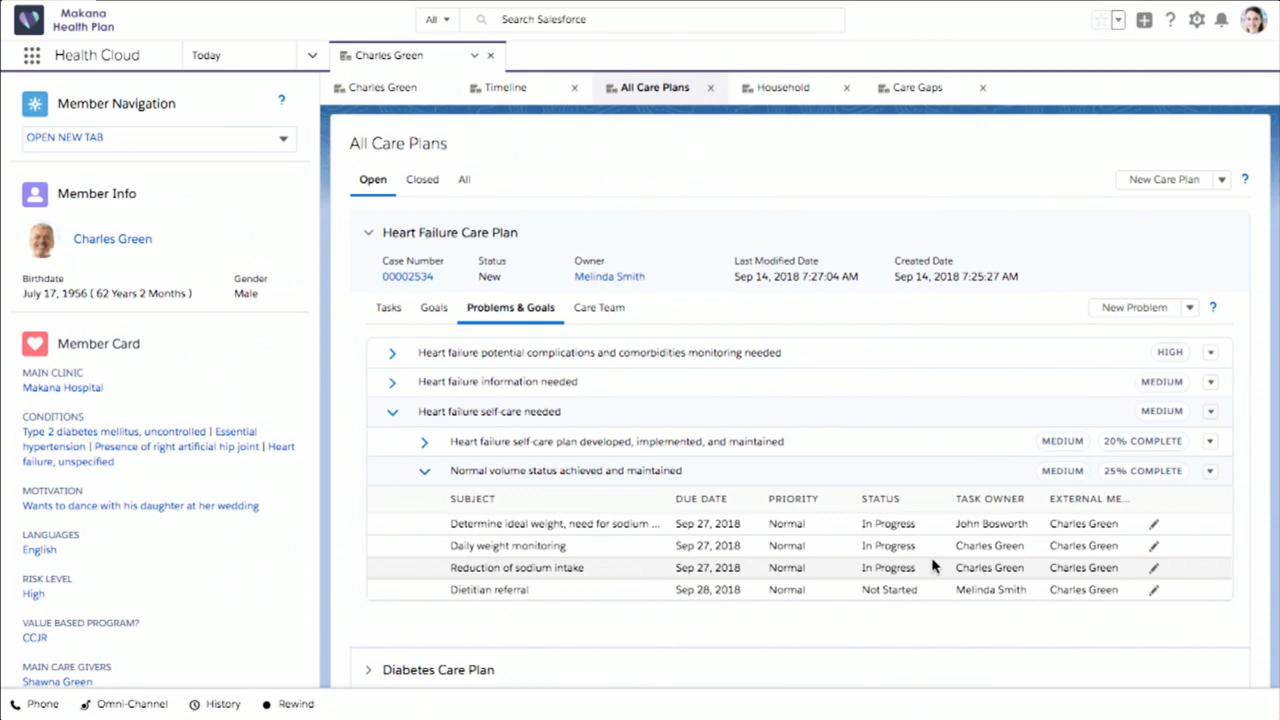 Makana
Health Plan
All
Search Salesforce
Health Cloud
Today
Charles Green
Charles Green
Timeline
All Care Plans
Household
Care Gaps
Member Navigation
?
OPEN NEW TAB
Member Info
Charles Green
Birthdate
Gender
July 17, 1956 ( 62 Years 2 Months )
Male
Member Card
MAIN CLINIC
Makana Hospital
CONDITIONS
Type 2 diabetes mellitus, uncontrolled | Essential
hypertension | Presence of right artificial hip joint | Heart
failure, unspecified
MOTIVATION
Wants to dance with his daughter at her wedding
LANGUAGES
English
RISK LEVEL
High
VALUE BASED PROGRAM?
CCJR
MAIN CARE GIVERS
Shawna Green
All Care Plans
Open Closed All
New Care Plan
?
Heart Failure Care Plan
Case Number Status Owner Last Modified Date Created Date
00002534 New Melinda Smith Sep 14, 2018 7:27:04 AM Sep 14, 2018 7:25:27 AM
Tasks Goals Problems & Goals Care Team
New Problem
?
Heart failure potential complications and comorbidities monitoring needed HIGH
Heart failure information needed MEDIUM
Heart failure self-care needed MEDIUM
Heart failure self-care plan developed, implemented, and maintained MEDIUM 20% COMPLETE
Normal volume status achieved and maintained MEDIUM 25% COMPLETE
SUBJECT DUE DATE PRIORITY STATUS TASK OWNER EXTERNAL ME...
Determine ideal weight, need for sodium ... Sep 27, 2018 Normal In Progress John Bosworth Charles Green
Daily weight monitoring Sep 27, 2018 Normal In Progress Charles Green Charles Green
Reduction of sodium intake Sep 27, 2018 Normal In Progress Charles Green Charles Green
Dietitian referral Sep 28, 2018 Normal Not Started Melinda Smith Charles Green
Diabetes Care Plan
Phone Omni-Channel History Rewind